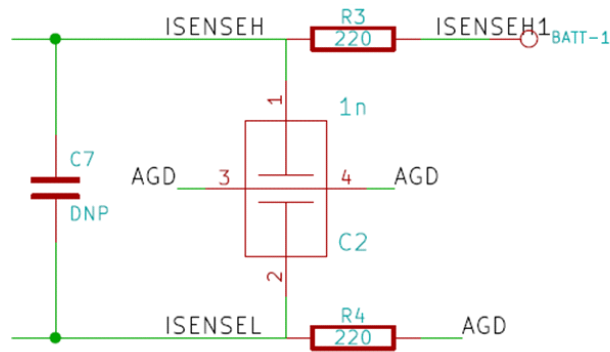 ISENSEH
R3
220
ISENSEH1
BATT-1
1
1n
C7
DNP
AGD
3
4
AGD
C2
2
ISENSEL
R4
220
AGD